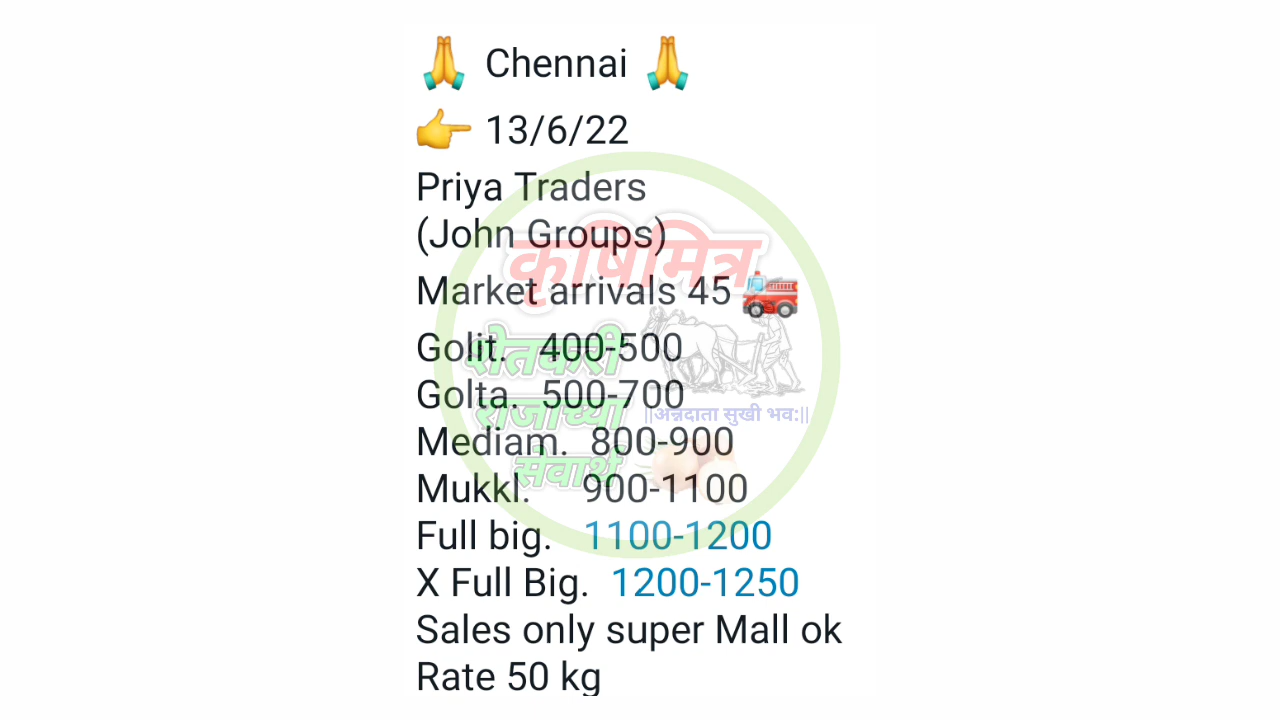 🙏 Chennai 🙏
👉 13/6/22
Priya Traders
(John Groups)
कृषिमित्र
Market arrivals 45 🚒
Golit. 400-500
शेतकरी
Golta. 500-700
राजाच्या
||अन्नदाता सुखी भव:||
Mediam. 800-900
सेवार्थ
Mukkl. 900-1100
Full big. 1100-1200
X Full Big. 1200-1250
Sales only super Mall ok
Rate 50 kg